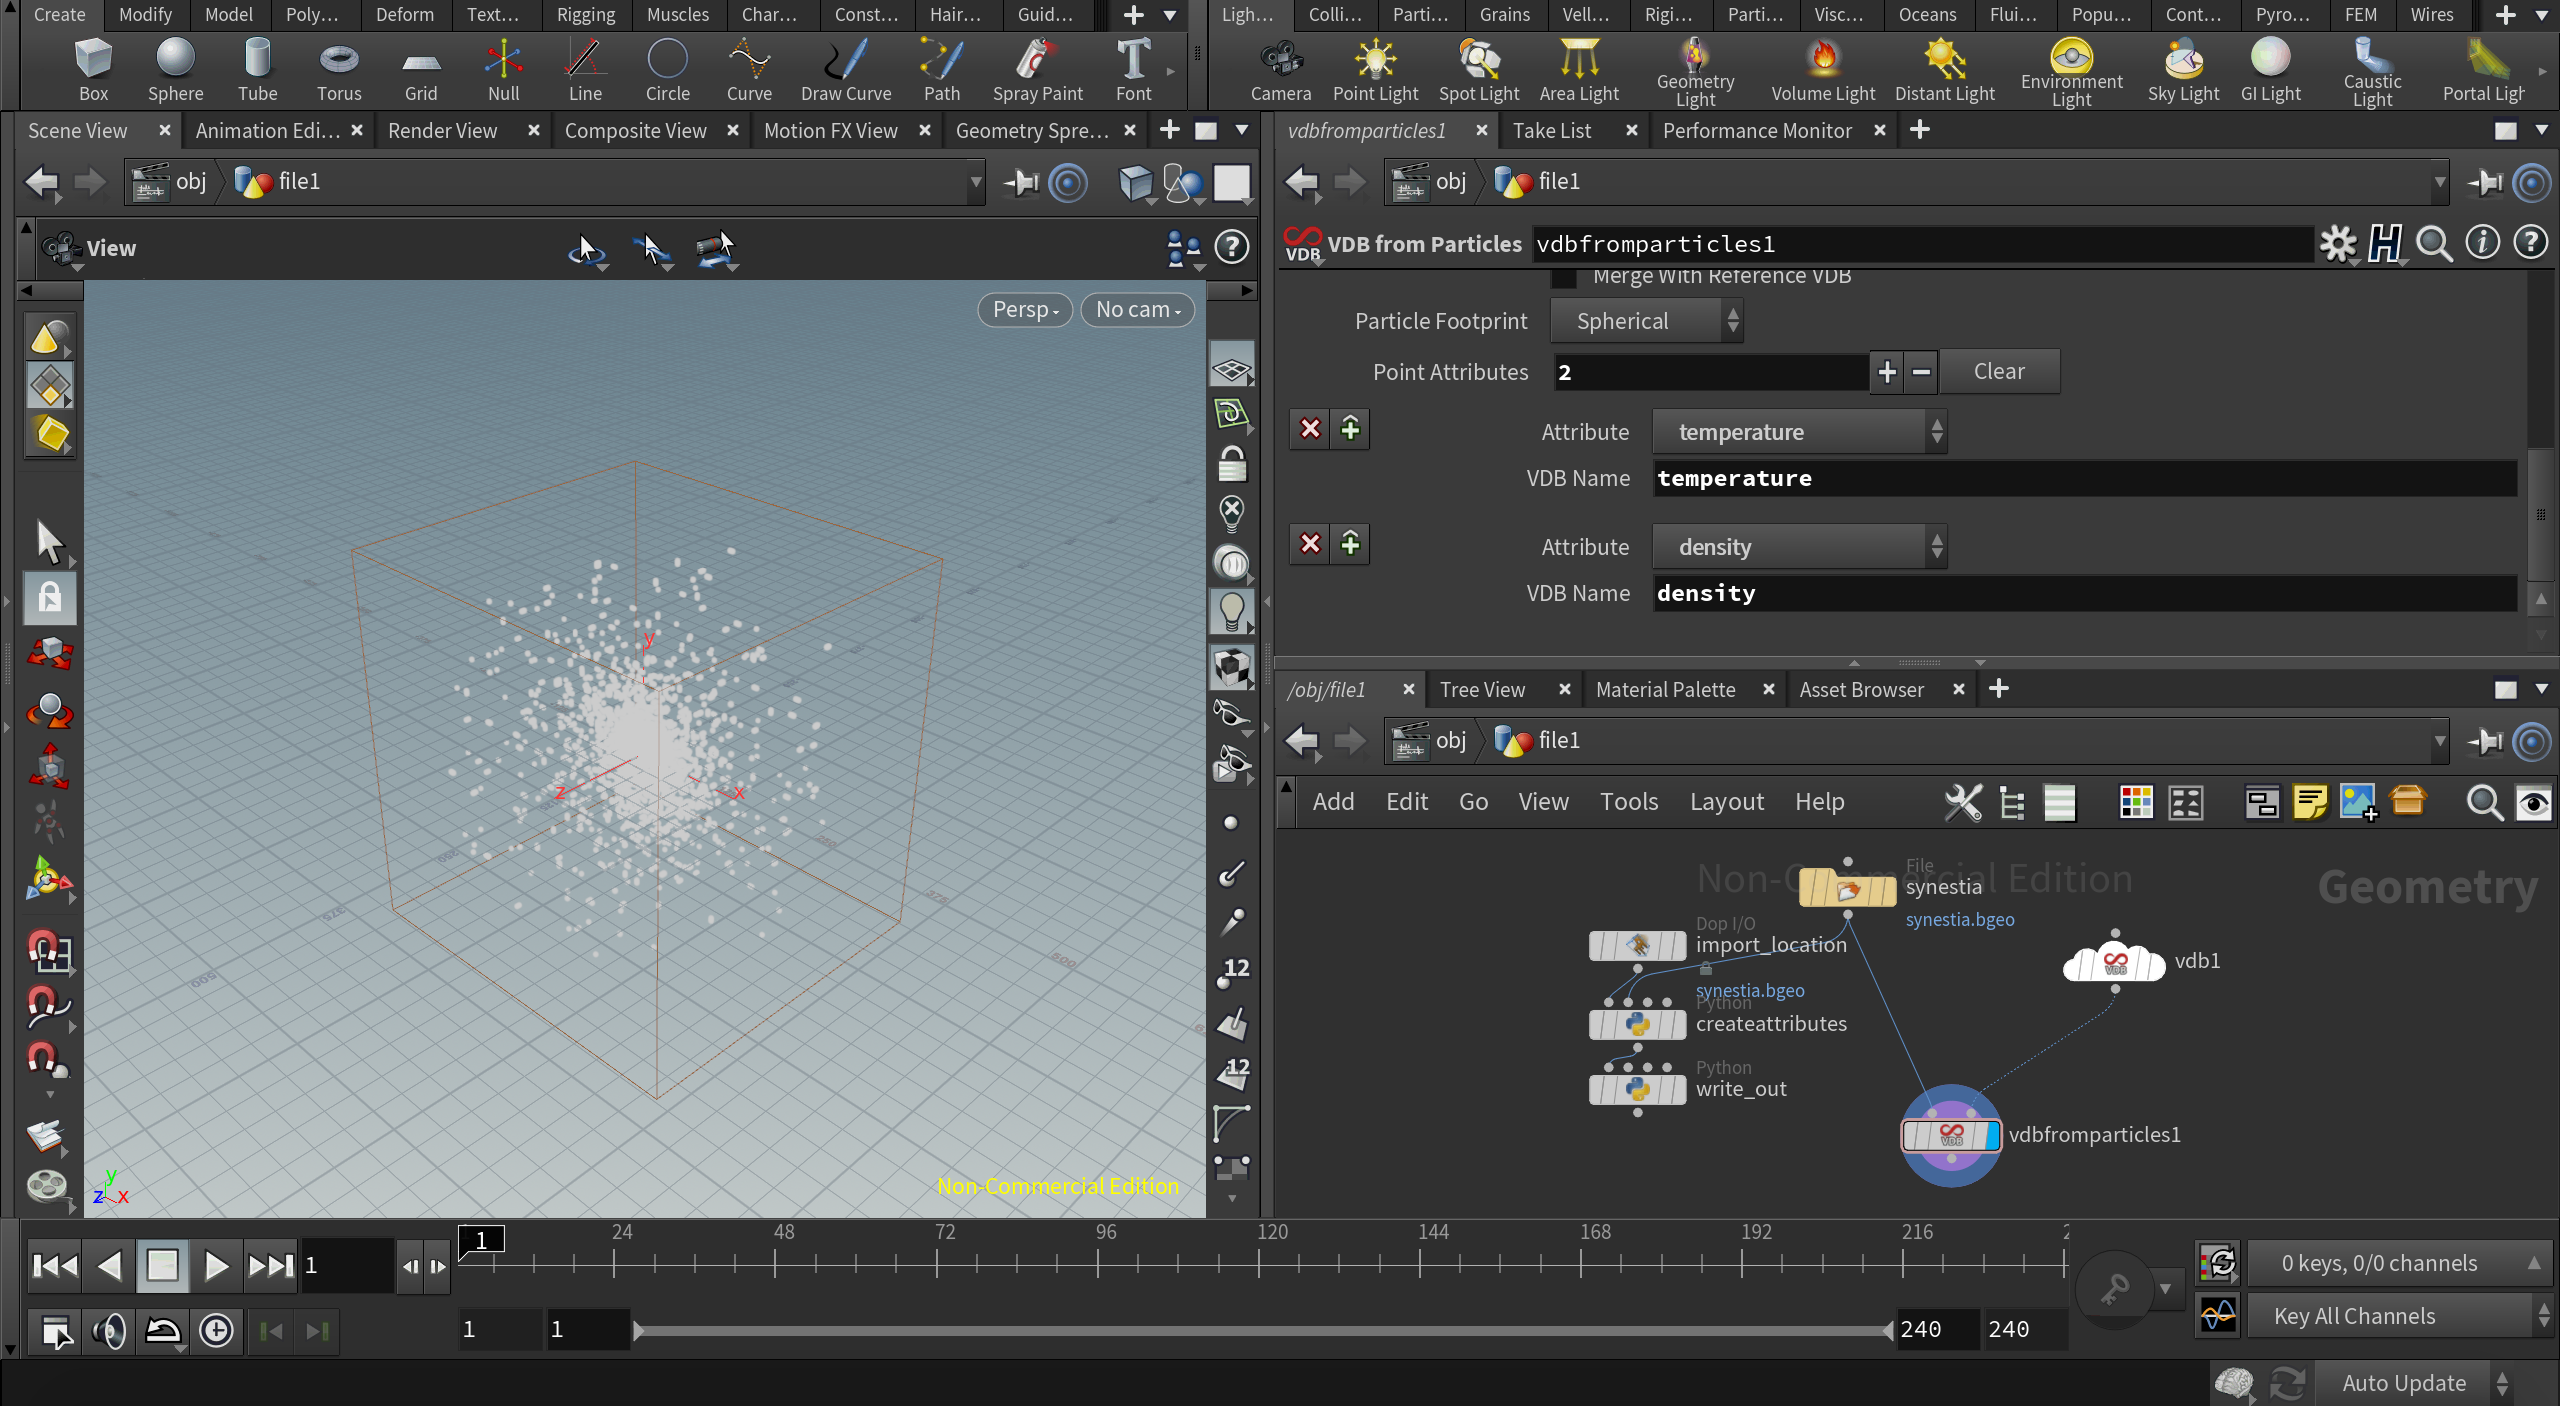 Create Modify Model Poly... Deform Text... Rigging Muscles Char... Const... Hair... Guid...
Box Sphere Tube Torus Grid Null Line Circle Curve Draw Curve Path Spray Paint Font
Ligh... Colli... Parti... Grains Vell... Rigi... Parti... Visc... Oceans Flui... Popu... Cont... Pyro... FEM Wires
Camera Point Light Spot Light Area Light Geometry Light Volume Light Distant Light Environment Light Sky Light GI Light Caustic Light Portal Ligh
Scene View Animation Edi... Render View Composite View Motion FX View Geometry Spre...
obj file1
View
Persp No cam
y
z
x
y
z x
Non-Commercial Edition
12
12
vdbfromparticles1 Take List Performance Monitor
obj file1
VDB VDB from Particles vdbfromparticles1
Merge With Reference VDB
Particle Footprint Spherical
Point Attributes 2 Clear
Attribute temperature
VDB Name temperature
Attribute density
VDB Name density
/obj/file1 Tree View Material Palette Asset Browser
obj file1
Add Edit Go View Tools Layout Help
Non-Commercial Edition
Geometry
File
synestia
synestia.bgeo
Dop I/O
import_location
synestia.bgeo
Python
createattributes
Python
write_out
VDB vdb1
VDB vdbfromparticles1
1 1 24 48 72 96 120 144 168 192 216 2
0 keys, 0/0 channels
1 1 240 240
Key All Channels
Auto Update